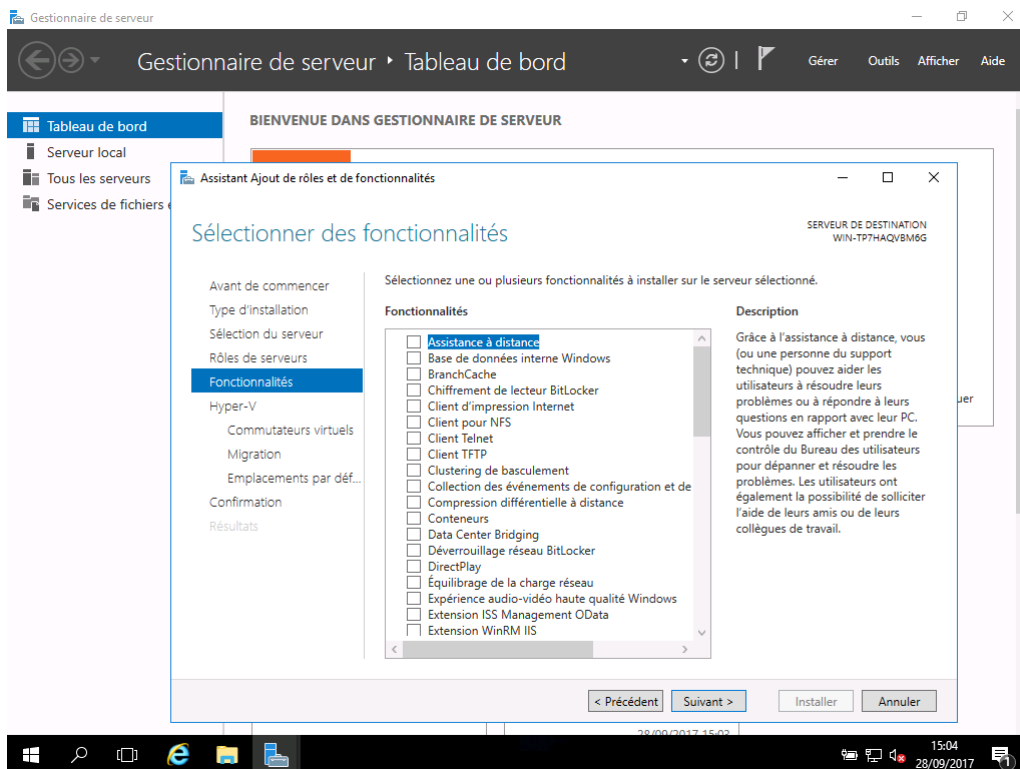 Gestionnaire de serveur
Gestionnaire de serveur ‣ Tableau de bord
Gérer Outils Afficher Aide
Tableau de bord
Serveur local
Tous les serveurs
Services de fichiers
BIENVENUE DANS GESTIONNAIRE DE SERVEUR
Assistant Ajout de rôles et de fonctionnalités
Sélectionner des fonctionnalités
SERVEUR DE DESTINATION
WIN-TP7HAQVBM6G
Avant de commencer
Type d'installation
Sélection du serveur
Rôles de serveurs
Fonctionnalités
Hyper-V
Commutateurs virtuels
Migration
Emplacements par déf...
Confirmation
Résultats
Sélectionnez une ou plusieurs fonctionnalités à installer sur le serveur sélectionné.
Fonctionnalités
Assistance à distance
Base de données interne Windows
BranchCache
Chiffrement de lecteur BitLocker
Client d'impression Internet
Client pour NFS
Client Telnet
Client TFTP
Clustering de basculement
Collection des événements de configuration et de
Compression différentielle à distance
Conteneurs
Data Center Bridging
Déverrouillage réseau BitLocker
DirectPlay
Équilibrage de la charge réseau
Expérience audio-vidéo haute qualité Windows
Extension ISS Management OData
Extension WinRM IIS
Description
Grâce à l'assistance à distance, vous
(ou une personne du support
technique) pouvez aider les
utilisateurs à résoudre leurs
problèmes ou à répondre à leurs
questions en rapport avec leur PC.
Vous pouvez afficher et prendre le
contrôle du Bureau des utilisateurs
pour dépanner et résoudre les
problèmes. Les utilisateurs ont
également la possibilité de solliciter
l'aide de leurs amis ou de leurs
collègues de travail.
uer
< Précédent Suivant > Installer Annuler
28/09/2017 15:03
15:04
28/09/2017
1